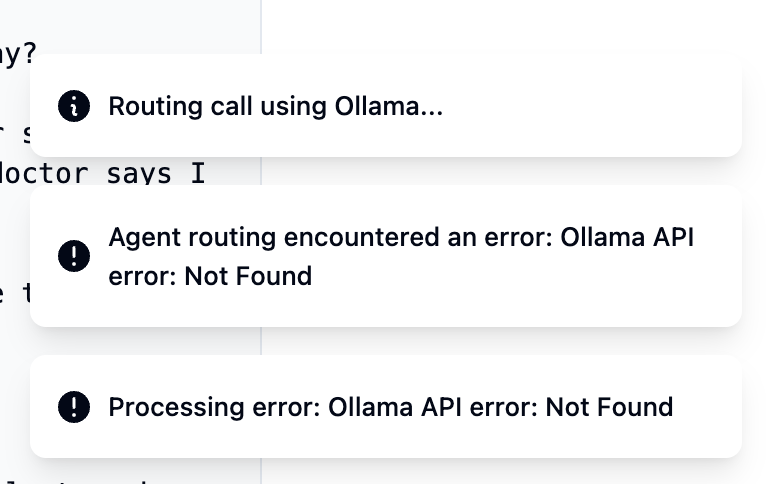 ay?
Routing call using Ollama...
r s
doctor says I
Agent routing encountered an error: Ollama API
error: Not Found
e t
Processing error: Ollama API error: Not Found